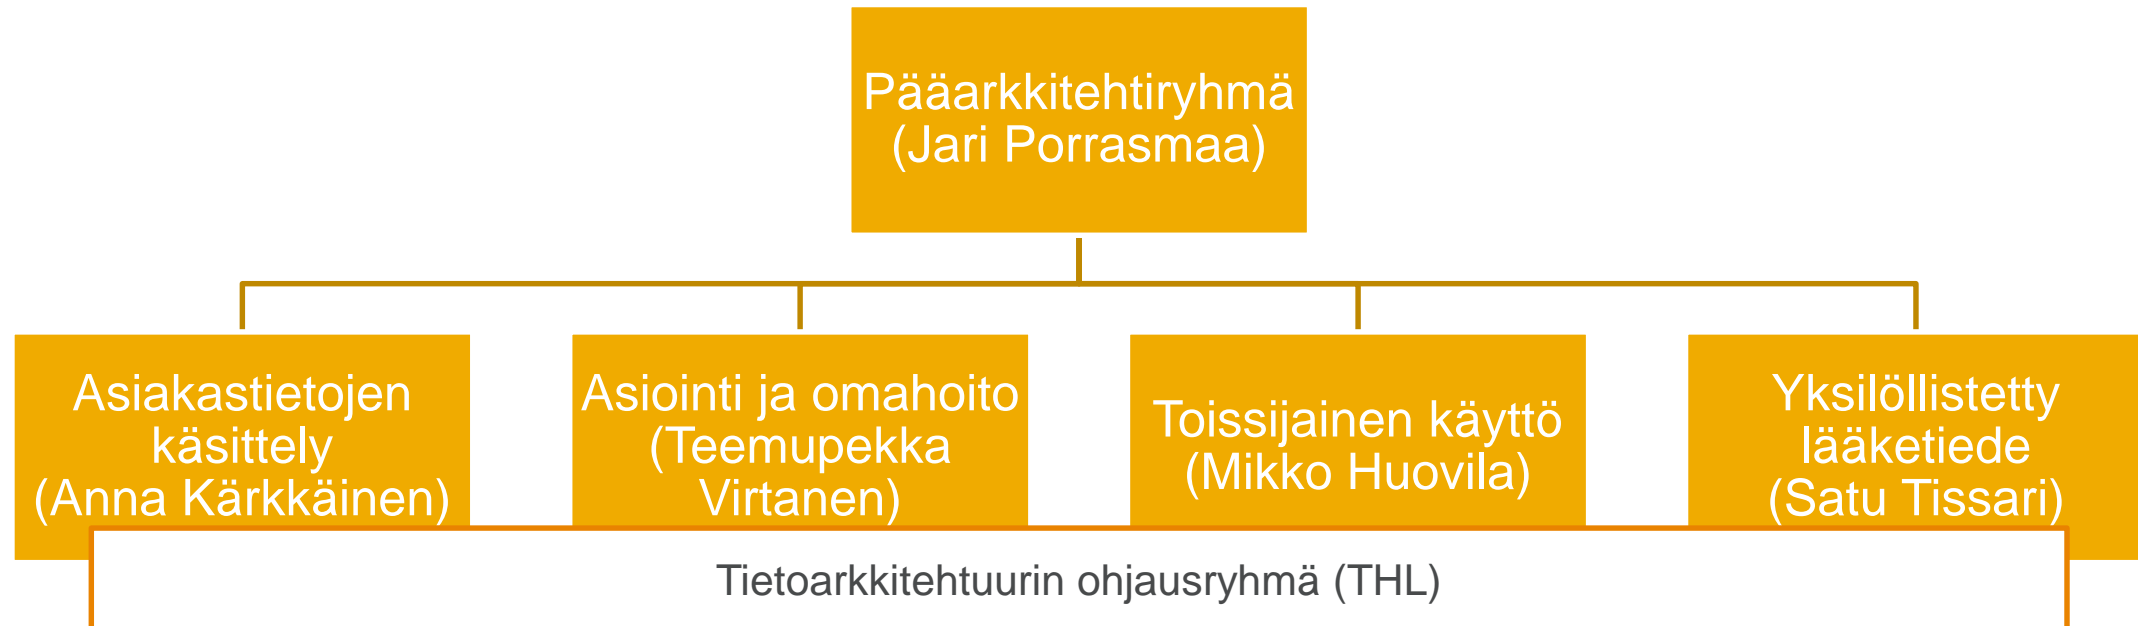 Pääarkkitehtiryhmä
(Jari Porrasmaa)
Asiakastietojen
käsittely
(Anna Kärkkäinen)
Asiointi ja omahoito
(Teemupekka
Virtanen)
Toissijainen käyttö
(Mikko Huovila)
Yksilöllistetty
lääketiede
(Satu Tissari)
Tietoarkkitehtuurin ohjausryhmä (THL)